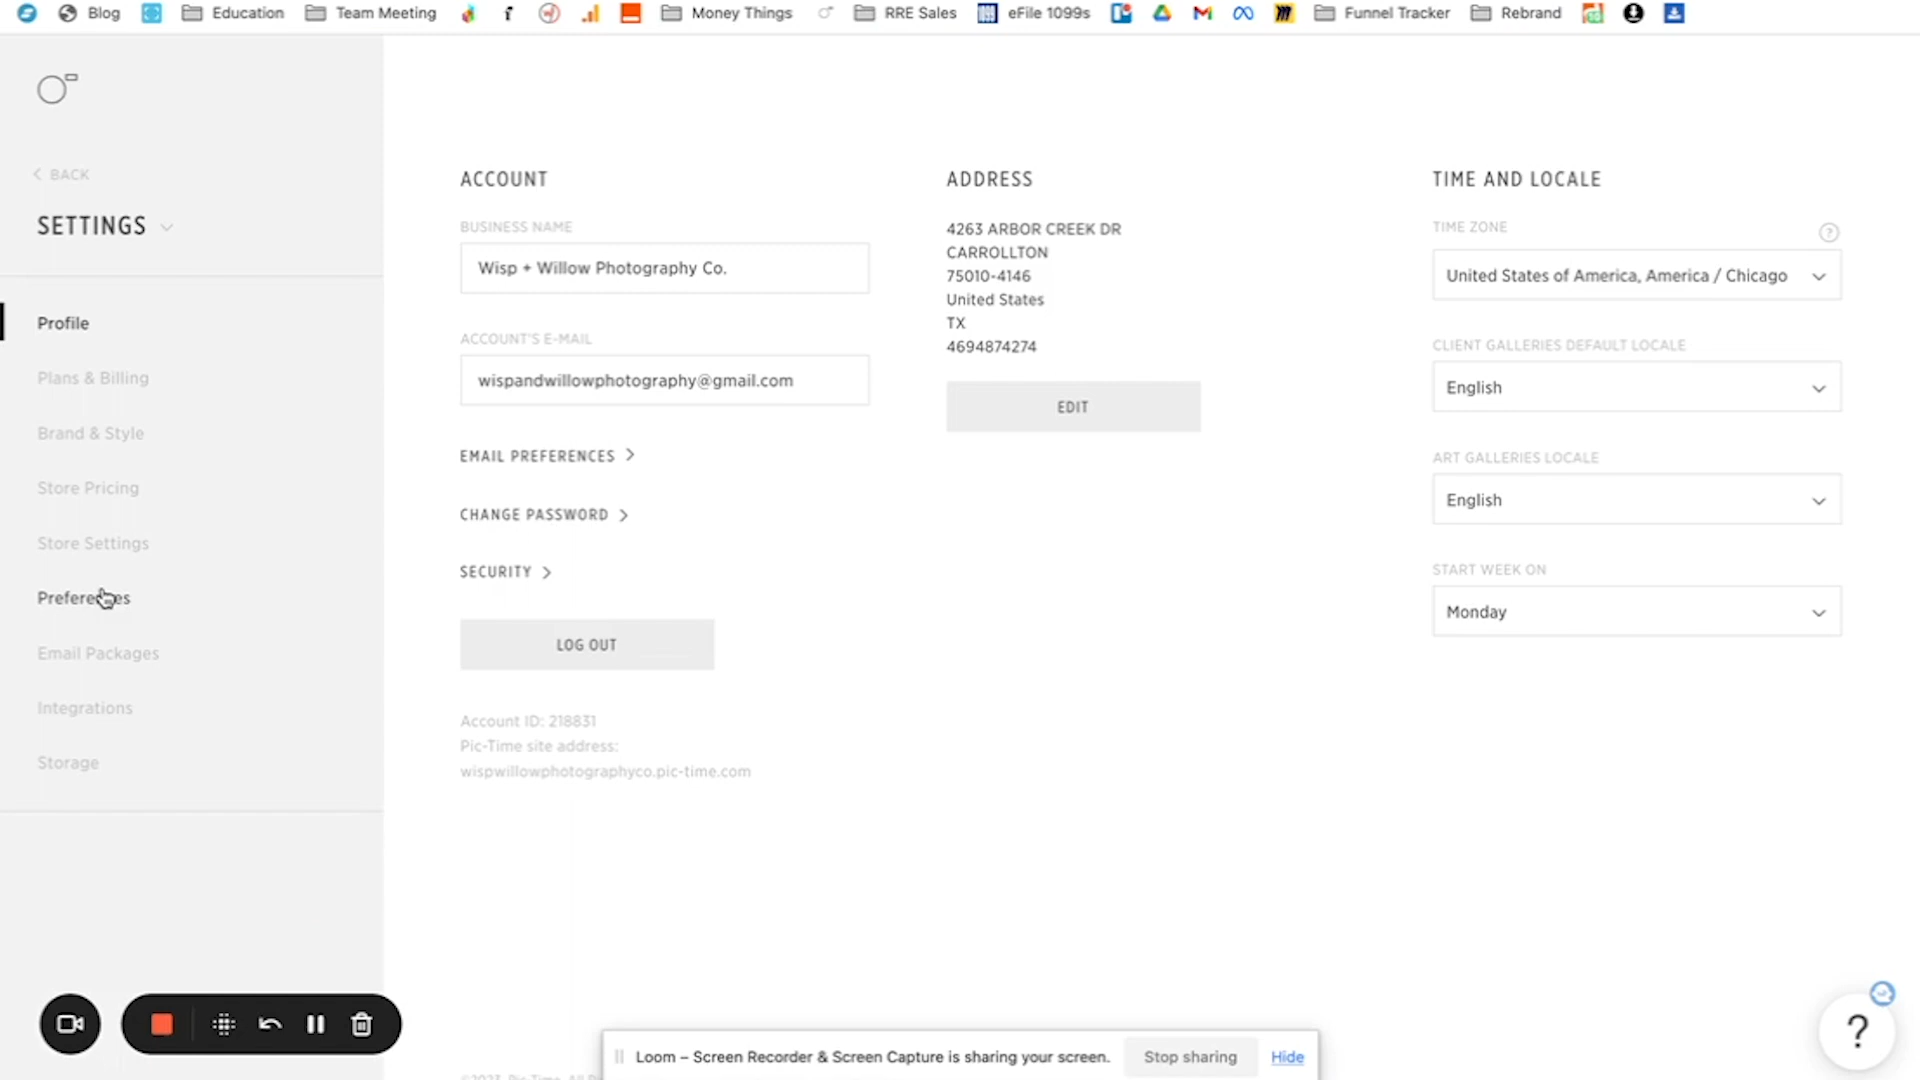 Blog
Education
Team Meeting
Money Things
RRE Sales
eFile 1099s
Funnel Tracker
Rebrand
BACK
SETTINGS
Profile
Plans & Billing
Brand & Style
Store Pricing
Store Settings
Preferences
Email Packages
Integrations
Storage
ACCOUNT
BUSINESS NAME
Wisp + Willow Photography Co.
ACCOUNT'S E-MAIL
wispandwillowphotography@gmail.com
EMAIL PREFERENCES
CHANGE PASSWORD
SECURITY
LOG OUT
Account ID: 218831
Pic-Time site address:
wispwillowphotographyco.pic-time.com
ADDRESS
4263 ARBOR CREEK DR
CARROLLTON
75010-4146
United States
TX
4694874274
EDIT
TIME AND LOCALE
TIME ZONE
?
United States of America, America / Chicago
CLIENT GALLERIES DEFAULT LOCALE
English
ART GALLERIES LOCALE
English
START WEEK ON
Monday
Loom – Screen Recorder & Screen Capture is sharing your screen.
Stop sharing
Hide
?
©2023, Pic-Time. All